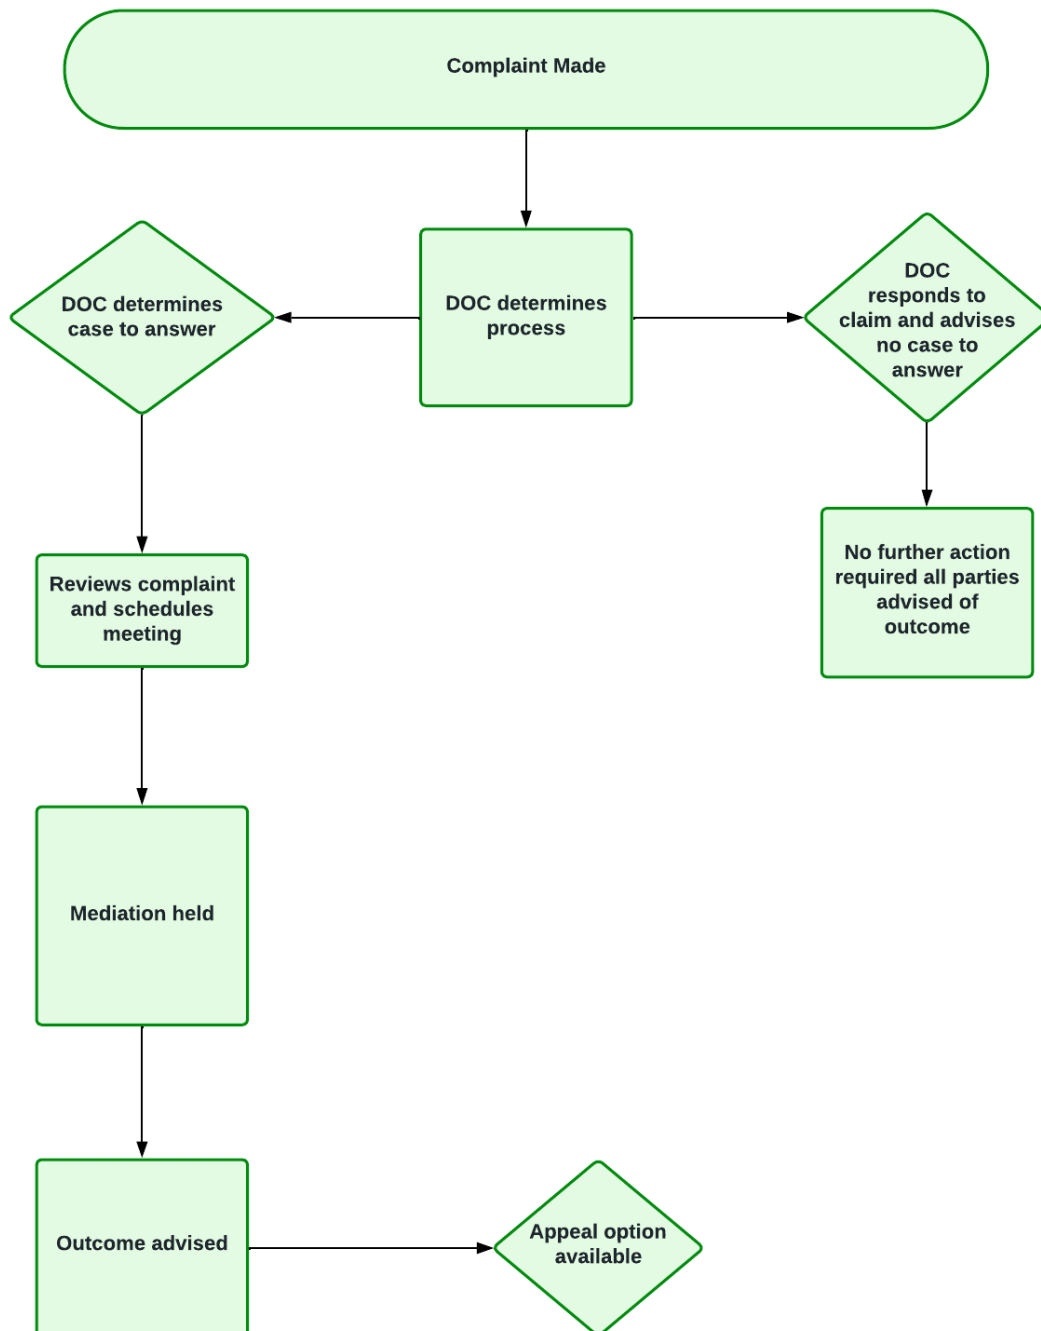 Complaint Made
DOC determines
case to answer
DOC determines
process
DOC
responds to
claim and advises
no case to
answer
Reviews complaint
and schedules
meeting
No further action
required all parties
advised of
outcome
Mediation held
Outcome advised
Appeal option
available